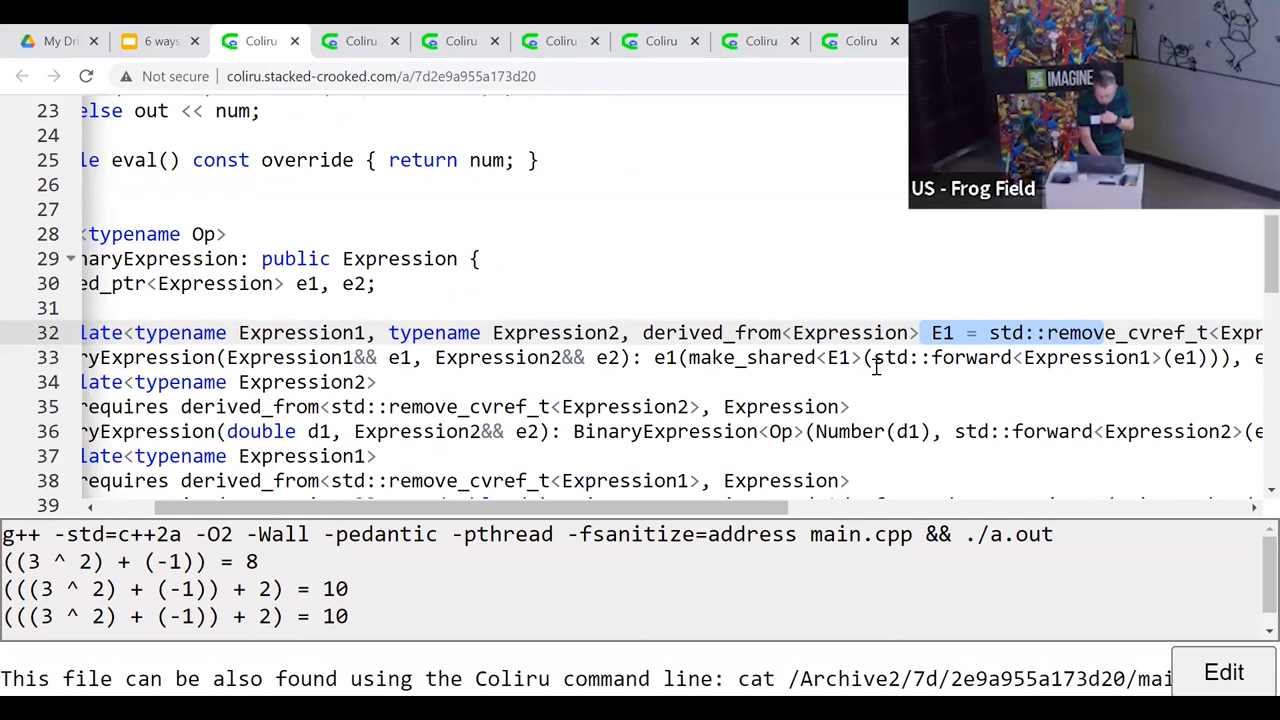 My Dri
6 ways
Coliru
Coliru
Coliru
Coliru
Coliru
Coliru
Coliru
Not secure
coliru.stacked-crooked.com/a/7d2e9a955a173d20
IMAGINE
US - Frog Field
23 else out << num;
24
25 le eval() const override { return num; }
26
27
28 <typename Op>
29 naryExpression: public Expression {
30 ed_ptr<Expression> e1, e2;
31
32 late<typename Expression1, typename Expression2, derived_from<Expression> E1 = std::remove_cvref_t<Expr
33 ryExpression(Expression1&& e1, Expression2&& e2): e1(make_shared<E1>(std::forward<Expression1>(e1))), e
34 late<typename Expression2>
35 requires derived_from<std::remove_cvref_t<Expression2>, Expression>
36 ryExpression(double d1, Expression2&& e2): BinaryExpression<Op>(Number(d1), std::forward<Expression2>(e
37 late<typename Expression1>
38 requires derived_from<std::remove_cvref_t<Expression1>, Expression>
39
g++ -std=c++2a -O2 -Wall -pedantic -pthread -fsanitize=address main.cpp && ./a.out
((3 ^ 2) + (-1)) = 8
(((3 ^ 2) + (-1)) + 2) = 10
(((3 ^ 2) + (-1)) + 2) = 10
This file can be also found using the Coliru command line: cat /Archive2/7d/2e9a955a173d20/mai
Edit